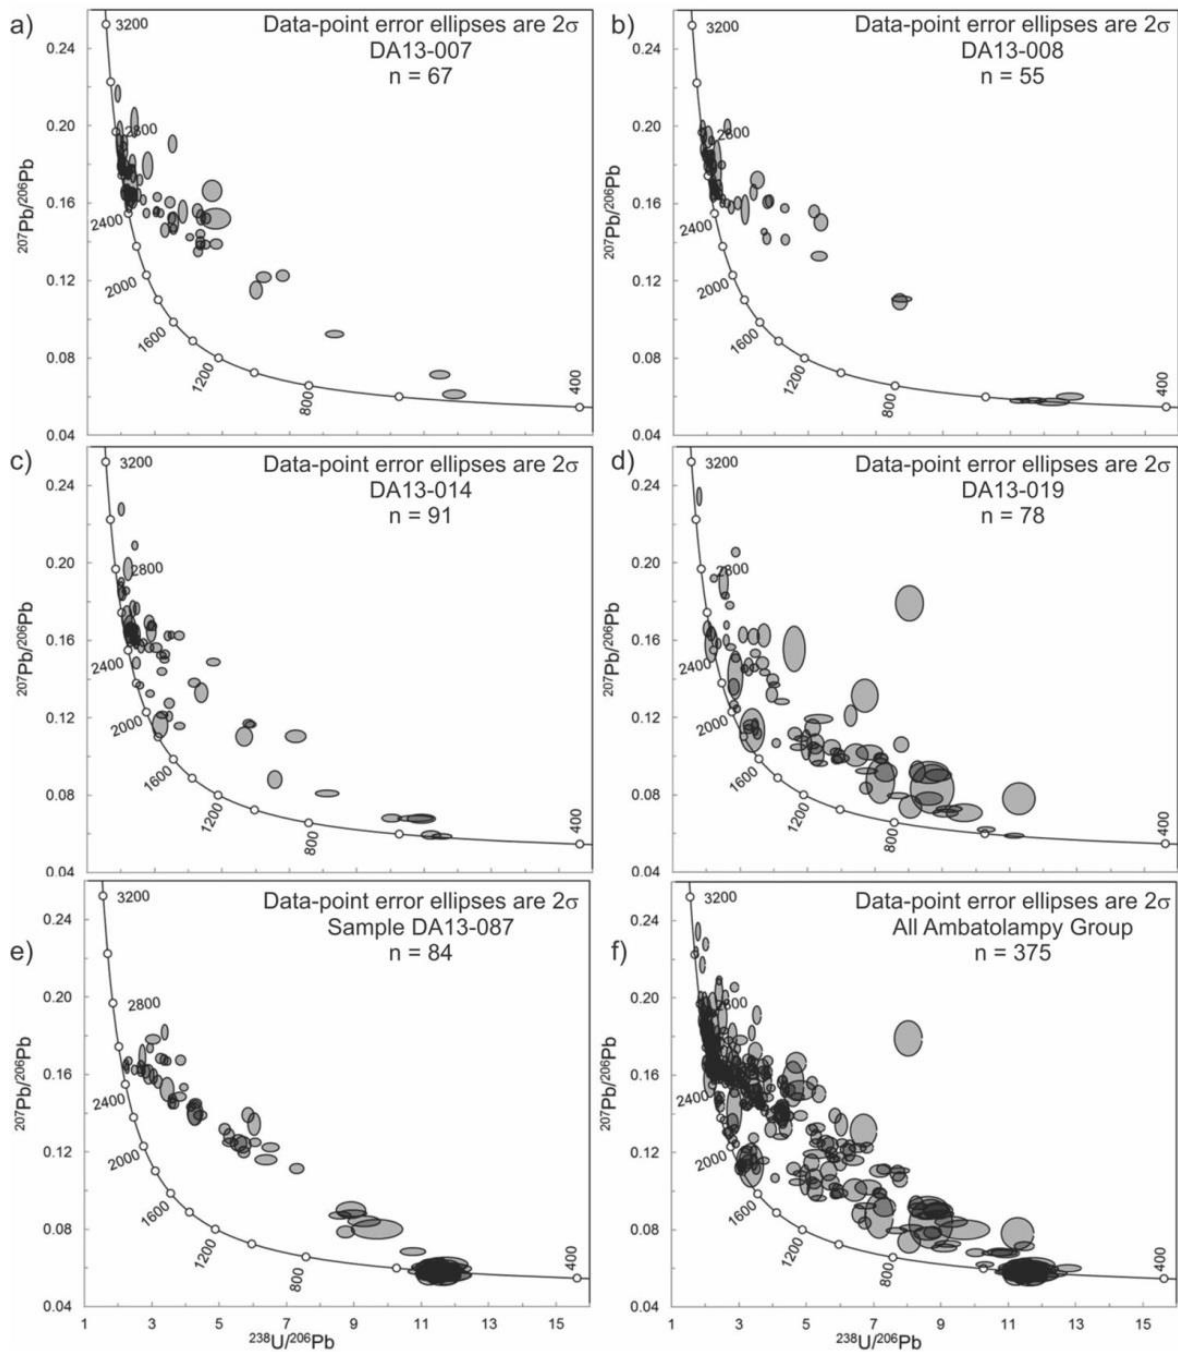 a)
Data-point error ellipses are 2σ
DA13-007
n = 67
0.24
0.20
0.16
0.12
0.08
0.04
207Pb/206Pb
3200
2800
2400
2000
1600
1200
800
400
b)
Data-point error ellipses are 2σ
DA13-008
n = 55
0.24
0.20
0.16
0.12
0.08
0.04
207Pb/206Pb
3200
2800
2400
2000
1600
1200
800
400
c)
Data-point error ellipses are 2σ
DA13-014
n = 91
0.24
0.20
0.16
0.12
0.08
0.04
207Pb/206Pb
3200
2800
2400
2000
1600
1200
800
400
d)
Data-point error ellipses are 2σ
DA13-019
n = 78
0.24
0.20
0.16
0.12
0.08
0.04
207Pb/206Pb
3200
2800
2400
2000
1600
1200
800
400
e)
Data-point error ellipses are 2σ
Sample DA13-087
n = 84
0.24
0.20
0.16
0.12
0.08
0.04
207Pb/206Pb
3200
2800
2400
2000
1600
1200
800
400
1 3 5 7 9 11 13 15
238U/206Pb
f)
Data-point error ellipses are 2σ
All Ambatolampy Group
n = 375
0.24
0.20
0.16
0.12
0.08
0.04
207Pb/206Pb
3200
2800
2400
2000
1600
1200
800
400
1 3 5 7 9 11 13 15
238U/206Pb